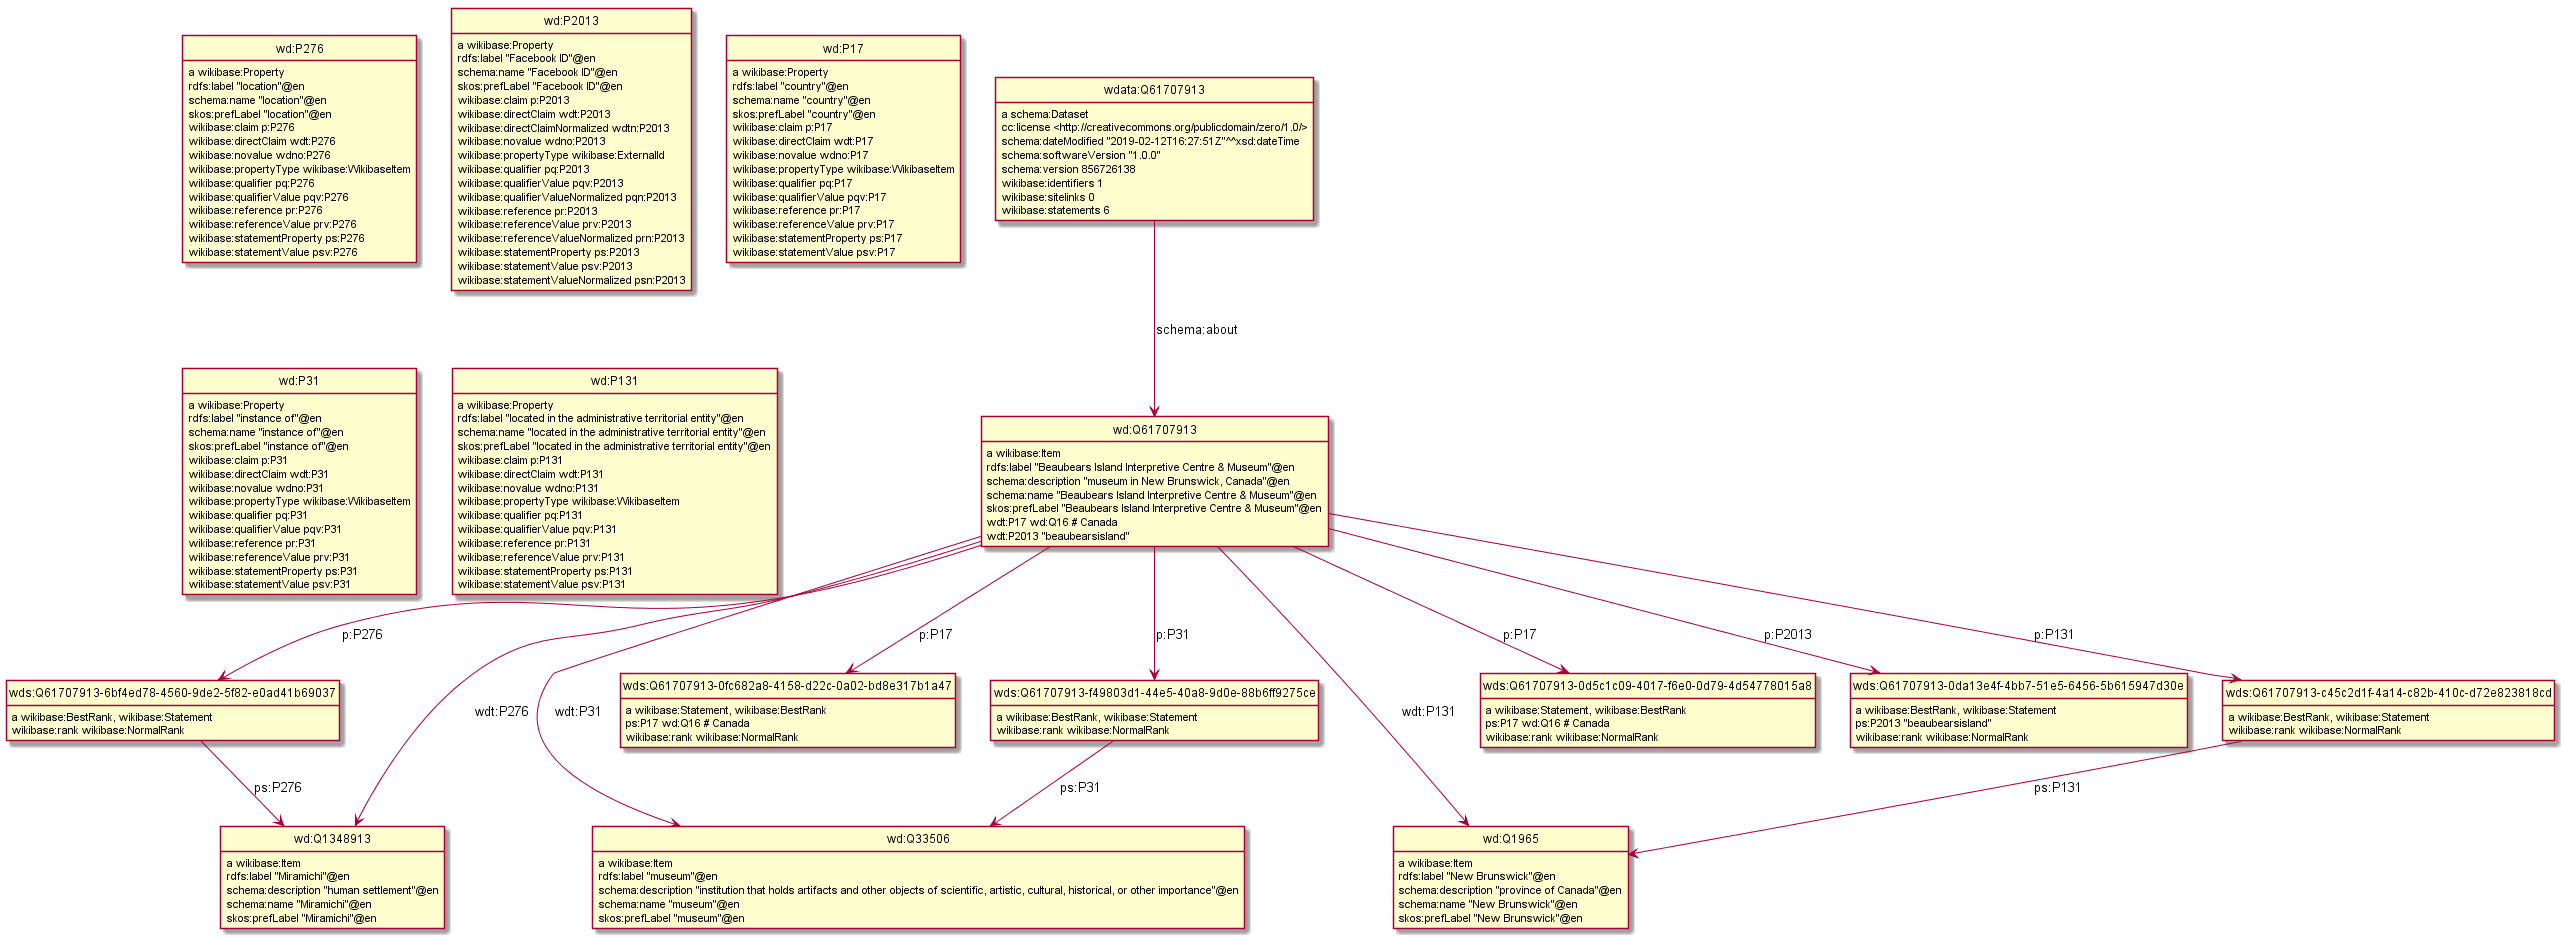 wd:P276
a wikibase:Property
rdfs:label "location"@en
schema:name "location"@en
skos:prefLabel "location"@en
wikibase:claim p:P276
wikibase:directClaim wdt:P276
wikibase:novalue wdno:P276
wikibase:propertyType wikibase:WikibaseItem
wikibase:qualifier pq:P276
wikibase:qualifierValue pqv:P276
wikibase:reference pr:P276
wikibase:referenceValue prv:P276
wikibase:statementProperty ps:P276
wikibase:statementValue psv:P276
wd:P2013
a wikibase:Property
rdfs:label "Facebook ID"@en
schema:name "Facebook ID"@en
skos:prefLabel "Facebook ID"@en
wikibase:claim p:P2013
wikibase:directClaim wdt:P2013
wikibase:directClaimNormalized wdtn:P2013
wikibase:novalue wdno:P2013
wikibase:propertyType wikibase:ExternalId
wikibase:qualifier pq:P2013
wikibase:qualifierValue pqv:P2013
wikibase:qualifierValueNormalized pqn:P2013
wikibase:reference pr:P2013
wikibase:referenceValue prv:P2013
wikibase:referenceValueNormalized prn:P2013
wikibase:statementProperty ps:P2013
wikibase:statementValue psv:P2013
wikibase:statementValueNormalized psn:P2013
wd:P17
a wikibase:Property
rdfs:label "country"@en
schema:name "country"@en
skos:prefLabel "country"@en
wikibase:claim p:P17
wikibase:directClaim wdt:P17
wikibase:novalue wdno:P17
wikibase:propertyType wikibase:WikibaseItem
wikibase:qualifier pq:P17
wikibase:qualifierValue pqv:P17
wikibase:reference pr:P17
wikibase:referenceValue prv:P17
wikibase:statementProperty ps:P17
wikibase:statementValue psv:P17
wdata:Q61707913
a schema:Dataset
cc:license <http://creativecommons.org/publicdomain/zero/1.0/>
schema:dateModified "2019-02-12T16:27:51Z"^^xsd:dateTime
schema:softwareVersion "1.0.0"
schema:version 856726138
wikibase:identifiers 1
wikibase:sitelinks 0
wikibase:statements 6
schema:about
wd:P31
a wikibase:Property
rdfs:label "instance of"@en
schema:name "instance of"@en
skos:prefLabel "instance of"@en
wikibase:claim p:P31
wikibase:directClaim wdt:P31
wikibase:novalue wdno:P31
wikibase:propertyType wikibase:WikibaseItem
wikibase:qualifier pq:P31
wikibase:qualifierValue pqv:P31
wikibase:reference pr:P31
wikibase:referenceValue prv:P31
wikibase:statementProperty ps:P31
wikibase:statementValue psv:P31
wd:P131
a wikibase:Property
rdfs:label "located in the administrative territorial entity"@en
schema:name "located in the administrative territorial entity"@en
skos:prefLabel "located in the administrative territorial entity"@en
wikibase:claim p:P131
wikibase:directClaim wdt:P131
wikibase:novalue wdno:P131
wikibase:propertyType wikibase:WikibaseItem
wikibase:qualifier pq:P131
wikibase:qualifierValue pqv:P131
wikibase:reference pr:P131
wikibase:referenceValue prv:P131
wikibase:statementProperty ps:P131
wikibase:statementValue psv:P131
wd:Q61707913
a wikibase:Item
rdfs:label "Beaubears Island Interpretive Centre & Museum"@en
schema:description "museum in New Brunswick, Canada"@en
schema:name "Beaubears Island Interpretive Centre & Museum"@en
skos:prefLabel "Beaubears Island Interpretive Centre & Museum"@en
wdt:P17 wd:Q16 # Canada
wdt:P2013 "beaubearsisland"
p:P276
p:P17
p:P31
p:P17
p:P2013
p:P131
wds:Q61707913-6bf4ed78-4560-9de2-5f82-e0ad41b69037
a wikibase:BestRank, wikibase:Statement
wikibase:rank wikibase:NormalRank
wdt:P276
wdt:P31
wds:Q61707913-0fc682a8-4158-d22c-0a02-bd8e317b1a47
a wikibase:Statement, wikibase:BestRank
ps:P17 wd:Q16 # Canada
wikibase:rank wikibase:NormalRank
wds:Q61707913-f49803d1-44e5-40a8-9d0e-88b6ff9275ce
a wikibase:BestRank, wikibase:Statement
wikibase:rank wikibase:NormalRank
wdt:P131
wds:Q61707913-0d5c1c09-4017-f6e0-0d79-4d54778015a8
a wikibase:Statement, wikibase:BestRank
ps:P17 wd:Q16 # Canada
wikibase:rank wikibase:NormalRank
wds:Q61707913-0da13e4f-4bb7-51e5-6456-5b615947d30e
a wikibase:BestRank, wikibase:Statement
ps:P2013 "beaubearsisland"
wikibase:rank wikibase:NormalRank
wds:Q61707913-c45c2d1f-4a14-c82b-410c-d72e823818cd
a wikibase:BestRank, wikibase:Statement
wikibase:rank wikibase:NormalRank
ps:P276
ps:P31
ps:P131
wd:Q1348913
a wikibase:Item
rdfs:label "Miramichi"@en
schema:description "human settlement"@en
schema:name "Miramichi"@en
skos:prefLabel "Miramichi"@en
wd:Q33506
a wikibase:Item
rdfs:label "museum"@en
schema:description "institution that holds artifacts and other objects of scientific, artistic, cultural, historical, or other importance"@en
schema:name "museum"@en
skos:prefLabel "museum"@en
wd:Q1965
a wikibase:Item
rdfs:label "New Brunswick"@en
schema:description "province of Canada"@en
schema:name "New Brunswick"@en
skos:prefLabel "New Brunswick"@en